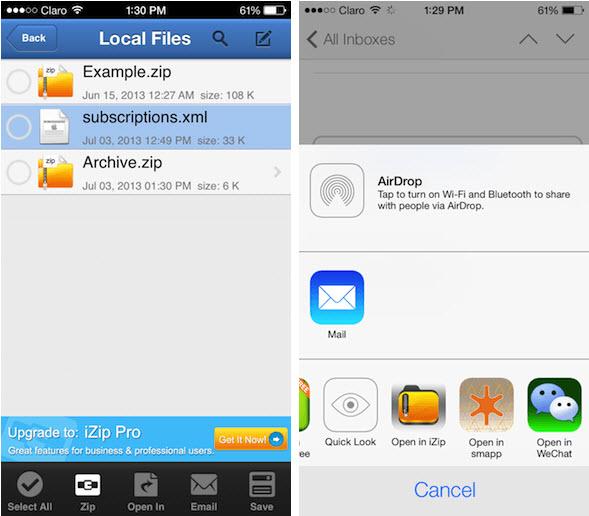 Claro 1:30 PM 61%
Back Local Files
zip Example.zip
Jun 15, 2013 12:27 AM size: 108 K
subscriptions.xml
Jul 03, 2013 12:49 PM size: 33 K
zip Archive.zip
Jul 03, 2013 01:30 PM size: 6 K
Upgrade to: iZip Pro
Great features for business & professional users.
Get It Now!
Select All Zip Open In Email Save
Claro 1:29 PM 61%
All Inboxes
AirDrop
Tap to turn on Wi-Fi and Bluetooth to share
with people via AirDrop.
Mail
ree Quick Look Open in iZip Open in
smapp Open in
WeChat
Cancel